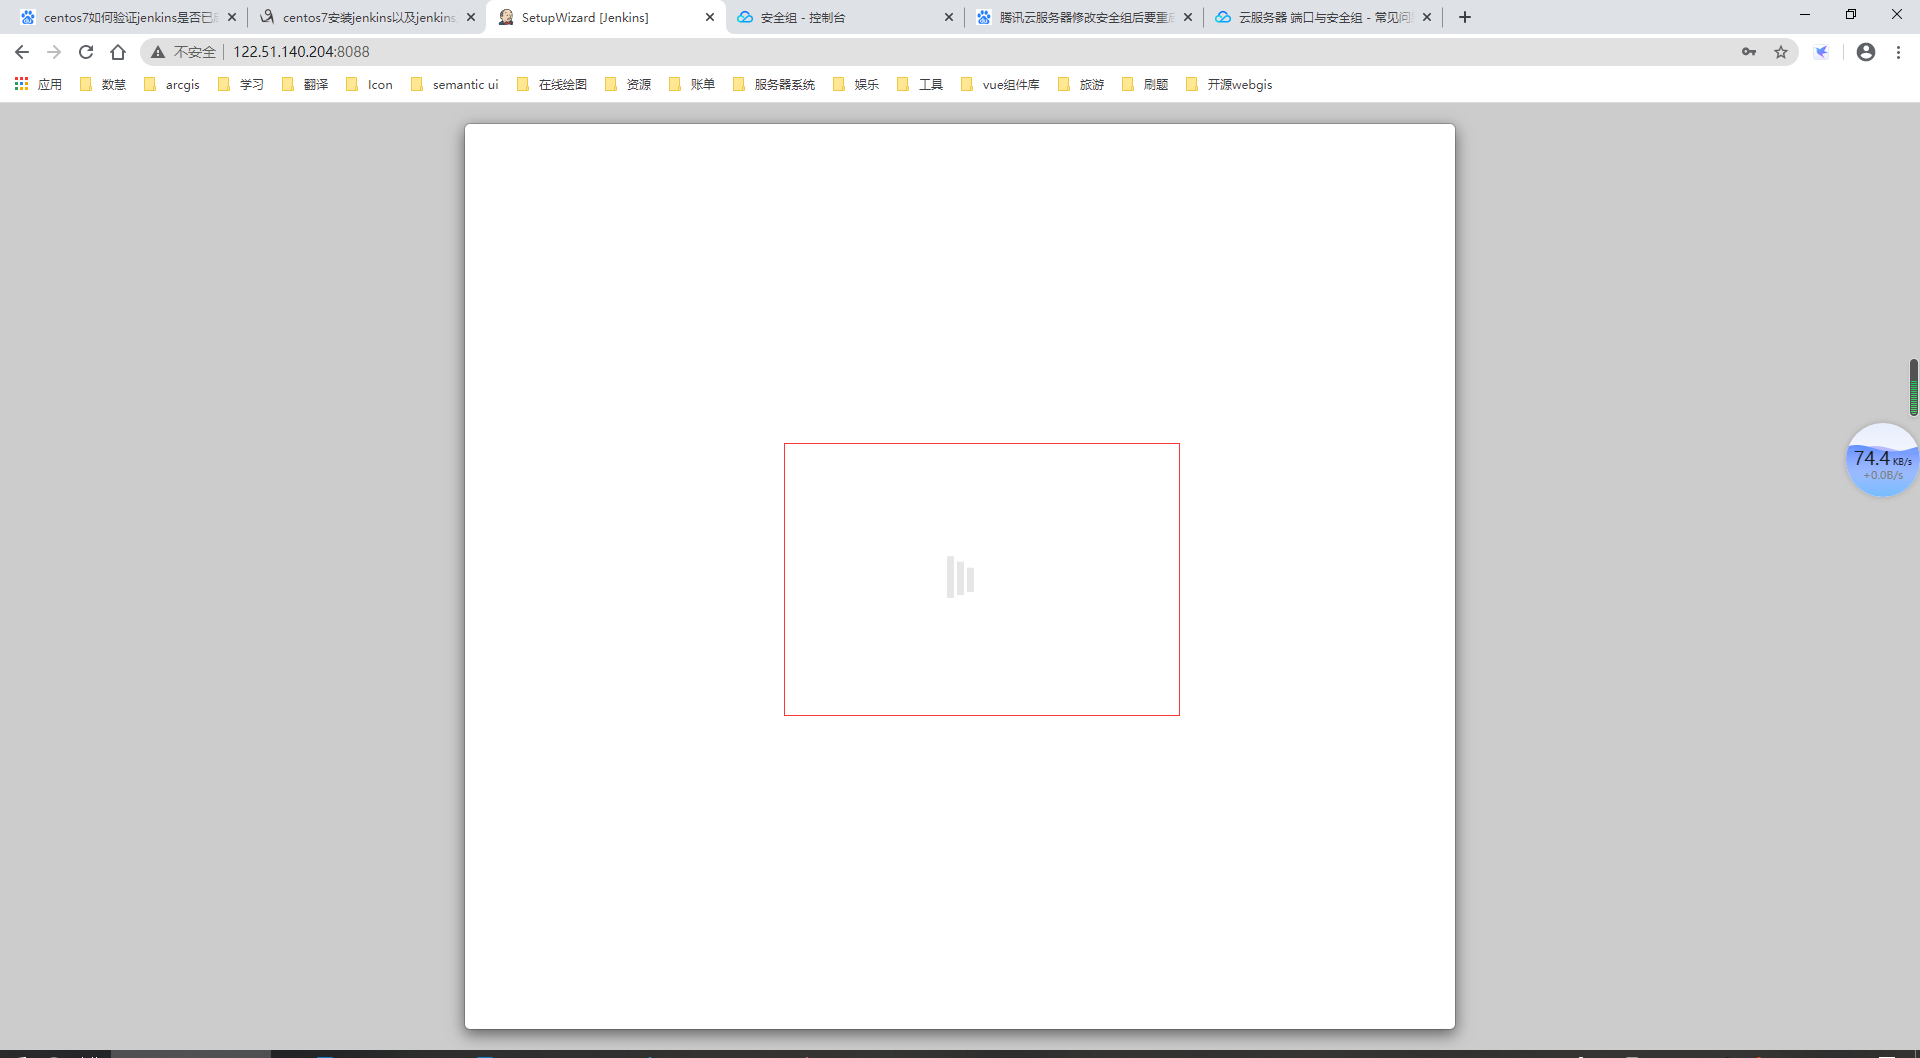 centos7如何验证jenkins是否已
centos7安装jenkins以及jenkins
SetupWizard [Jenkins]
安全组 - 控制台
腾讯云服务器修改安全组后要重
云服务器 端口与安全组 - 常见问
不安全
122.51.140.204:8088
应用
数慧
arcgis
学习
翻译
Icon
semantic ui
在线绘图
资源
账单
服务器系统
娱乐
工具
vue组件库
旅游
刷题
开源webgis
74.4 KB/s
+0.0B/s